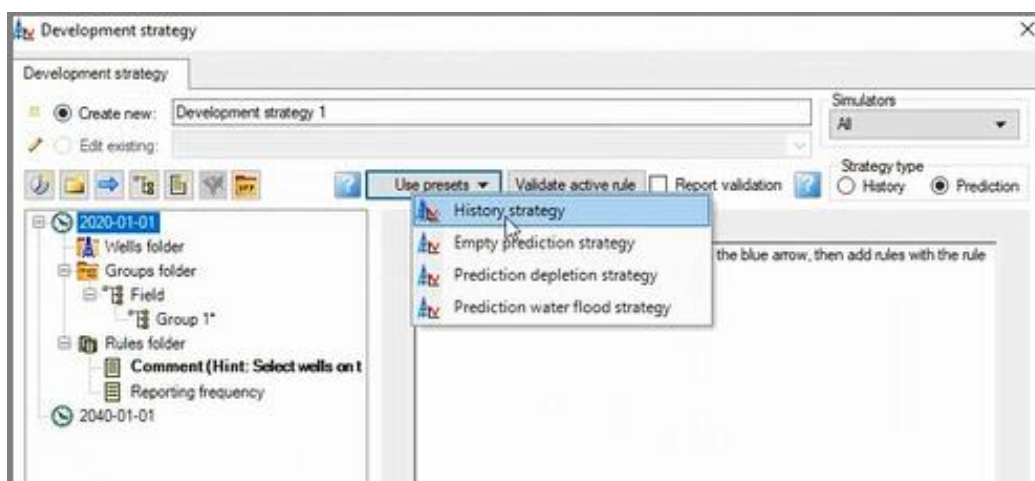 Development strategy
Development strategy
Create new: Development strategy 1
Simulators
All
Edit existing:
Strategy type
Use presets Validate active rule Report validation History Prediction
2020-01-01
History strategy
Wells folder
Empty prediction strategy
the blue arrow, then add rules with the rule
Groups folder
Prediction depletion strategy
Field
Group 1*
Prediction water flood strategy
Rules folder
Comment (Hint: Select wells on t
Reporting frequency
2040-01-01